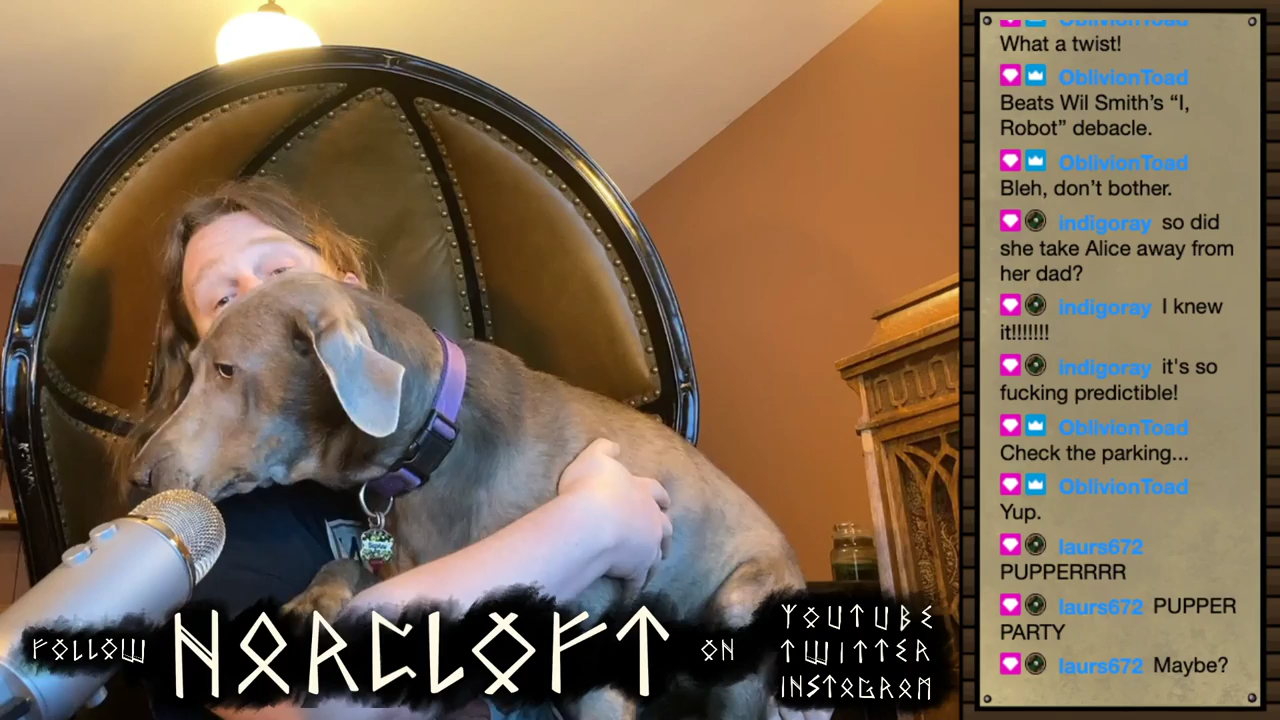 OblivionToad
What a twist!
OblivionToad
Beats Wil Smith’s “I,
Robot” debacle.
OblivionToad
Bleh, don’t bother.
indigoray so did
she take Alice away from
her dad?
indigoray I knew
it!!!!!!!
indigoray it's so
fucking predictible!
OblivionToad
Check the parking...
OblivionToad
Yup.
laurs672
PUPPERRRR
laurs672 PUPPER
PARTY
laurs672 Maybe?
FOLLOW NORCLOFT ON
YOUTUBE
TWITTER
INSTOGROM